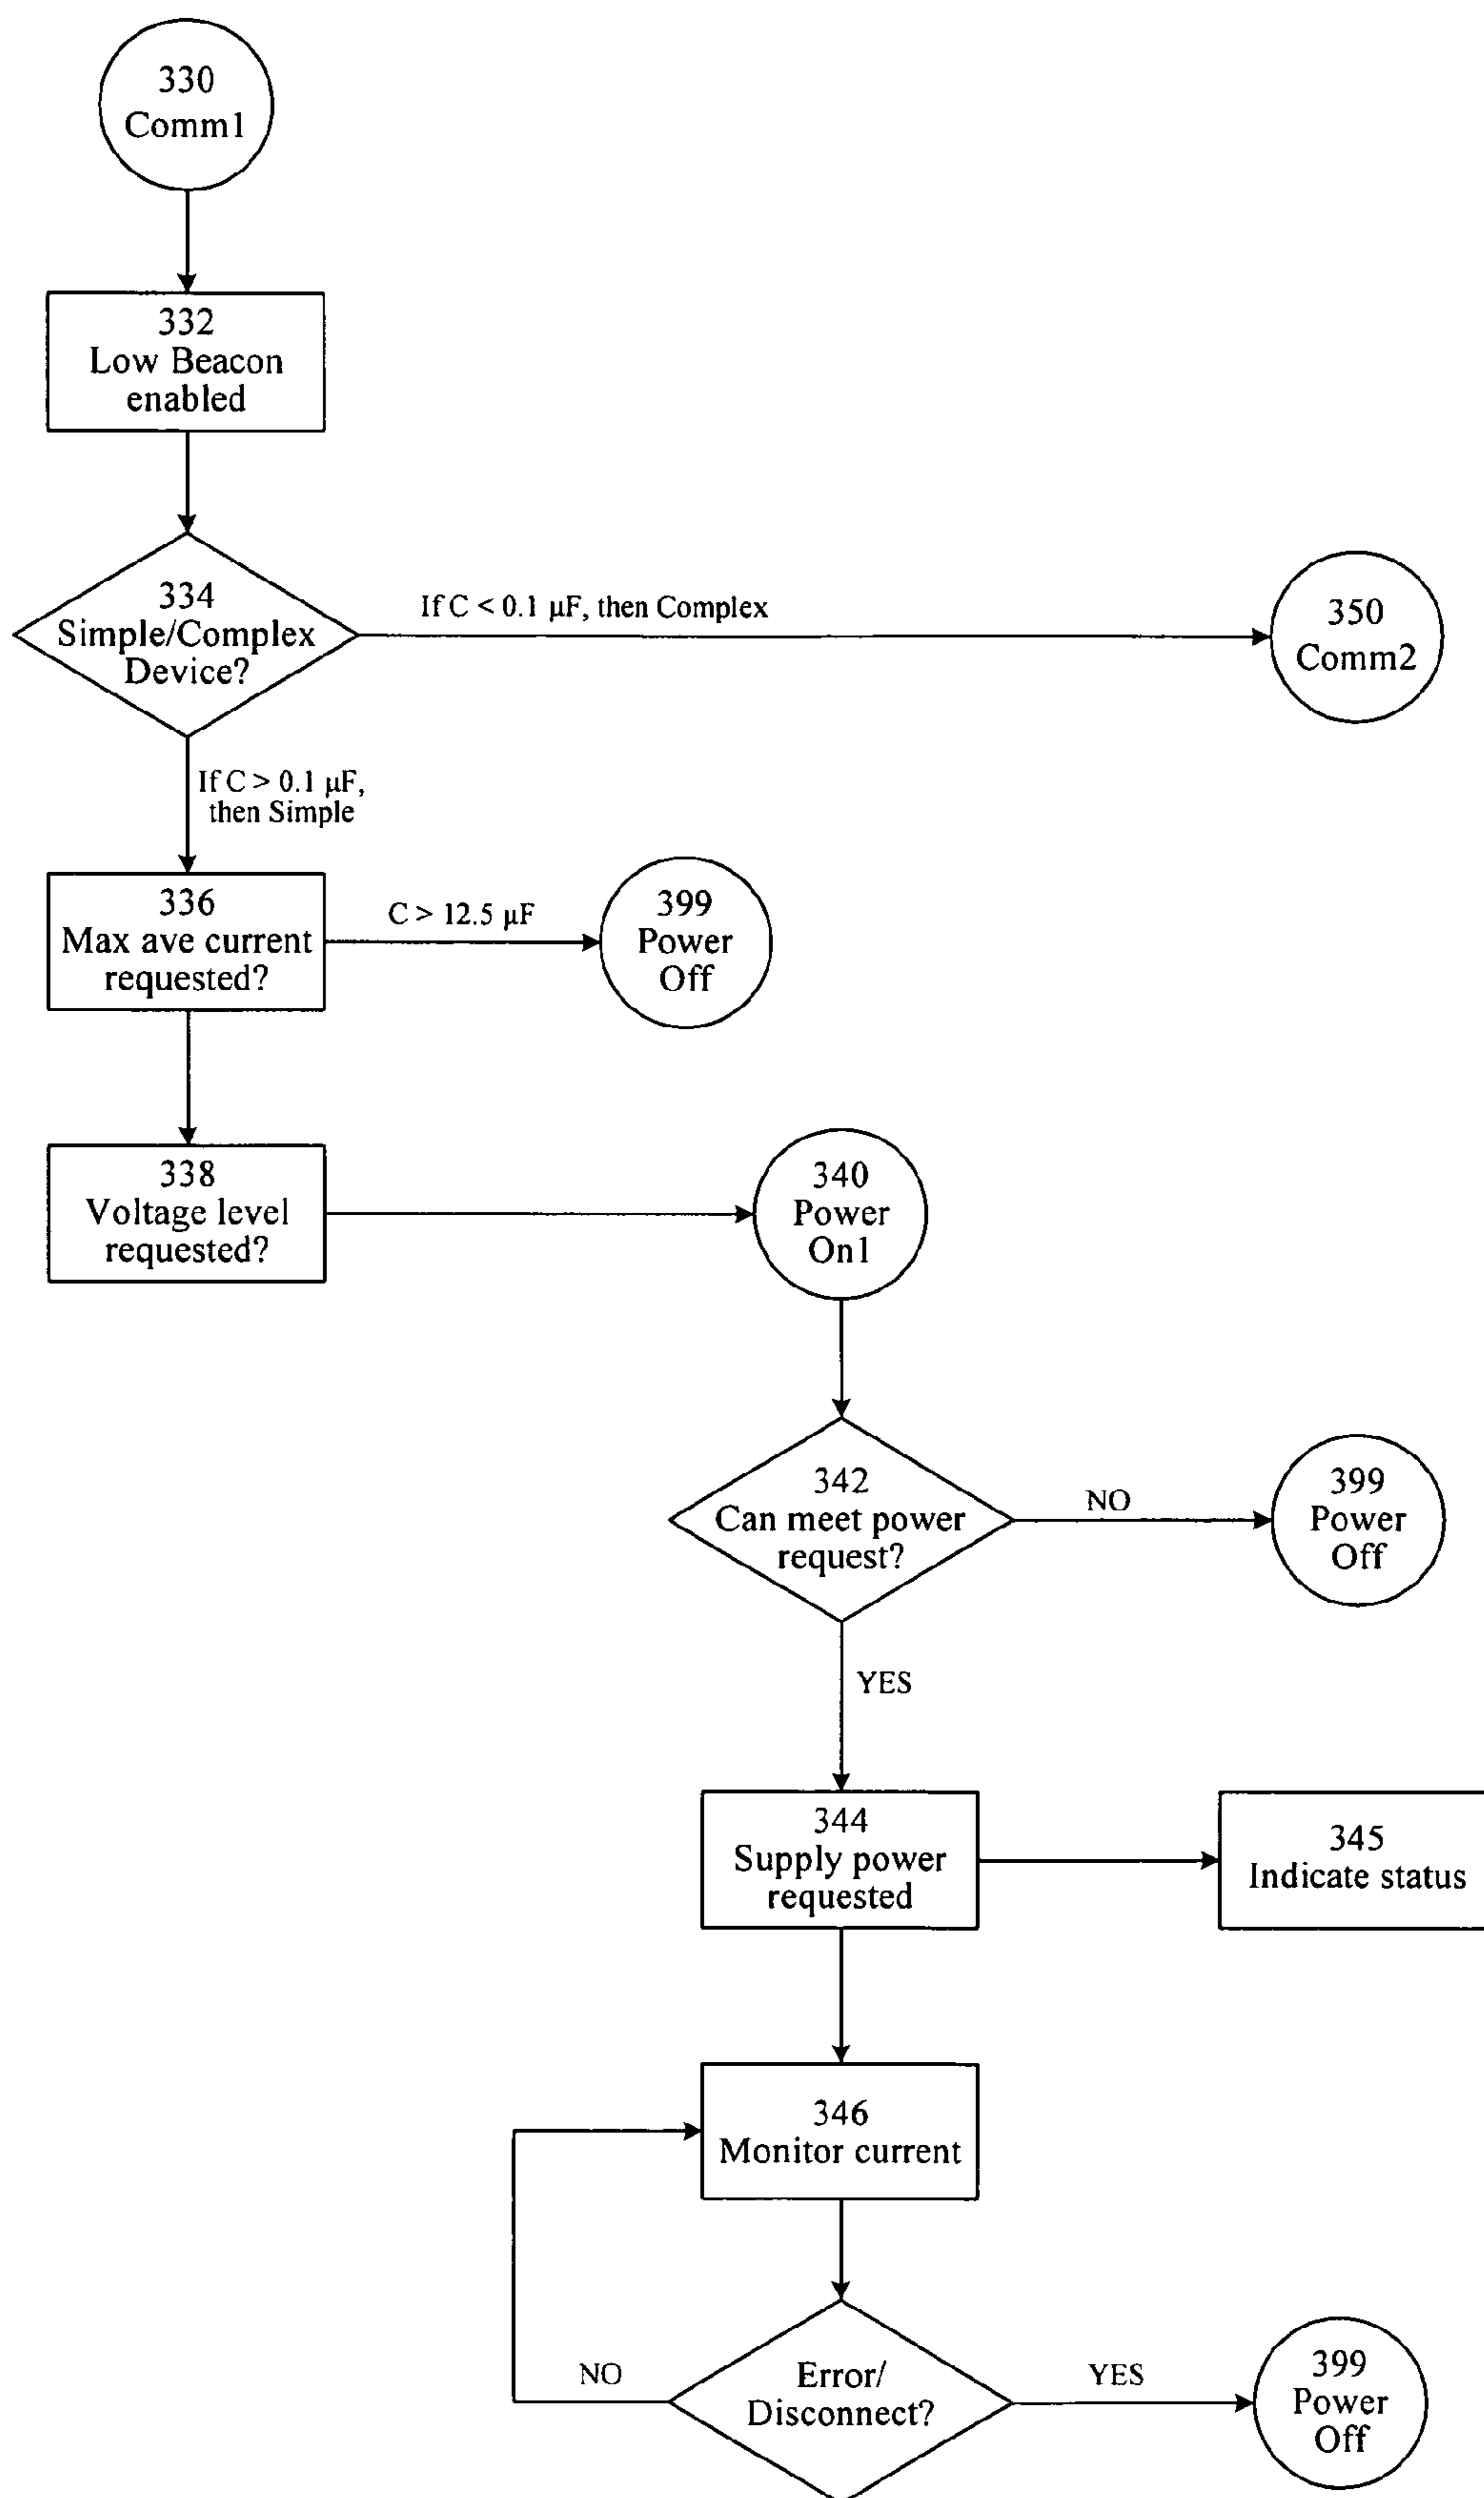 330
Comm1
332
Low Beacon
enabled
334
Simple/Complex
Device?
If C < 0.1 µF, then Complex
350
Comm2
If C > 0.1 µF,
then Simple
336
Max ave current
requested?
C > 12.5 µF
399
Power
Off
338
Voltage level
requested?
340
Power
On1
342
Can meet power
request?
NO
399
Power
Off
YES
344
Supply power
requested
345
Indicate status
346
Monitor current
NO
Error/
Disconnect?
YES
399
Power
Off